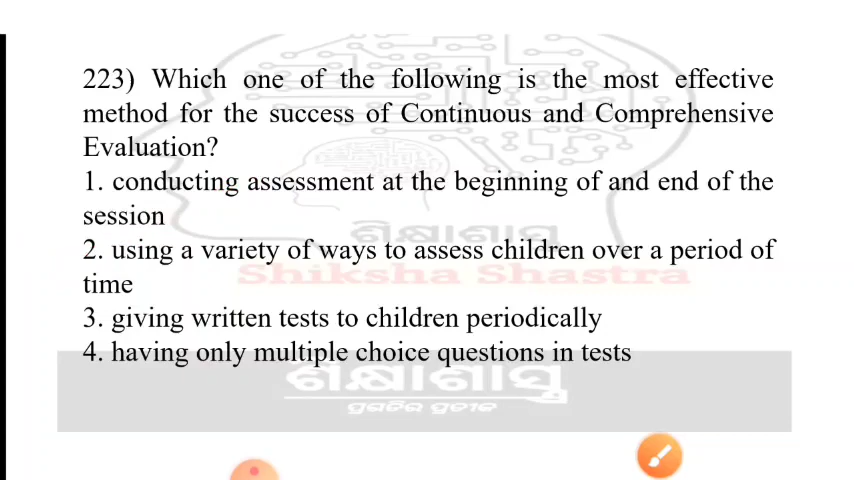 223) Which one of the following is the most effective
method for the success of Continuous and Comprehensive
Evaluation?
1. conducting assessment at the beginning of and end of the
session
ଶିକ୍ଷାଶାସ୍ତ୍ର
2. using a variety of ways to assess children over a period of
Shiksha Shastra
time
3. giving written tests to children periodically
4. having only multiple choice questions in tests
ଶିକ୍ଷାଶାସ୍ତ୍ର
ପ୍ରଗତିର ପ୍ରତୀକ